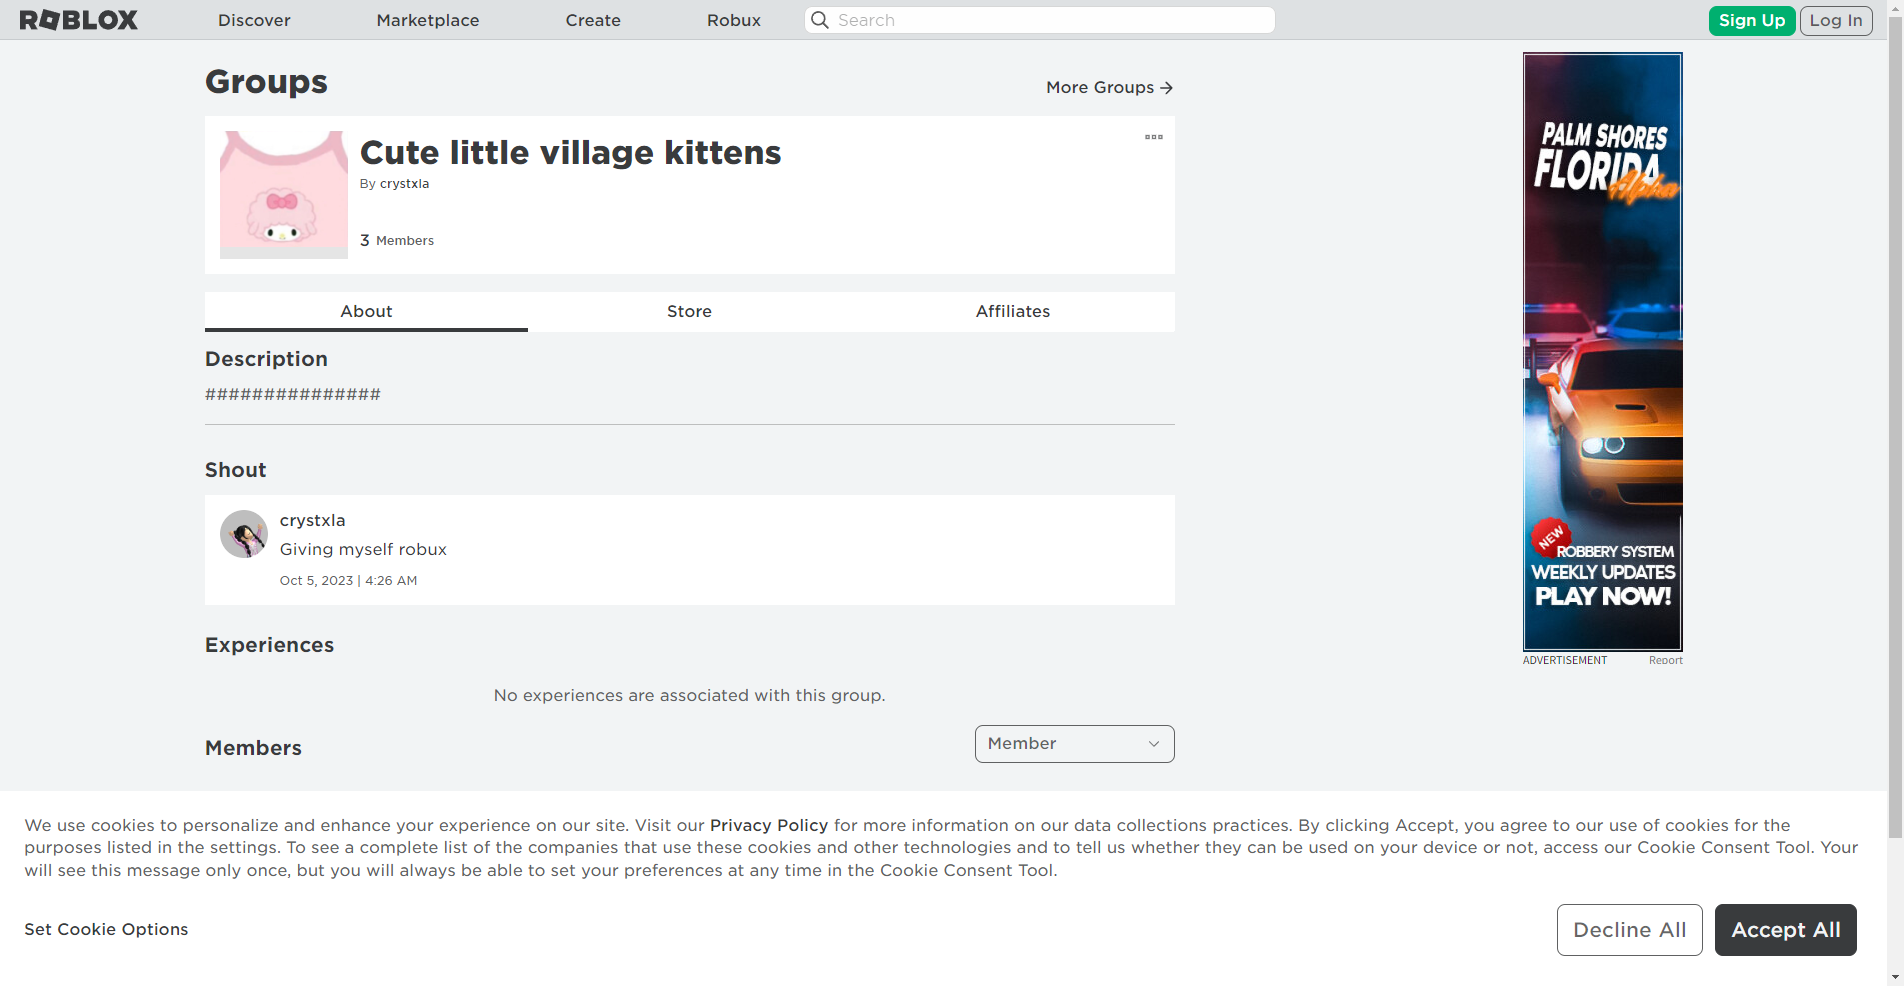 ROBLOX
Discover
Marketplace
Create
Robux
Search
Sign Up
Log In
Groups
More Groups
Cute little village kittens
By crystxla
3 Members
About
Store
Affiliates
Description
###############
Shout
crystxla
Giving myself robux
Oct 5, 2023 | 4:26 AM
Experiences
No experiences are associated with this group.
Members
Member
PALM SHORES
FLORIDA
Alpha
NEW
ROBBERY SYSTEM
WEEKLY UPDATES
PLAY NOW!
ADVERTISEMENT
Report
We use cookies to personalize and enhance your experience on our site. Visit our Privacy Policy for more information on our data collections practices. By clicking Accept, you agree to our use of cookies for the
purposes listed in the settings. To see a complete list of the companies that use these cookies and other technologies and to tell us whether they can be used on your device or not, access our Cookie Consent Tool. Your
will see this message only once, but you will always be able to set your preferences at any time in the Cookie Consent Tool.
Set Cookie Options
Decline All
Accept All